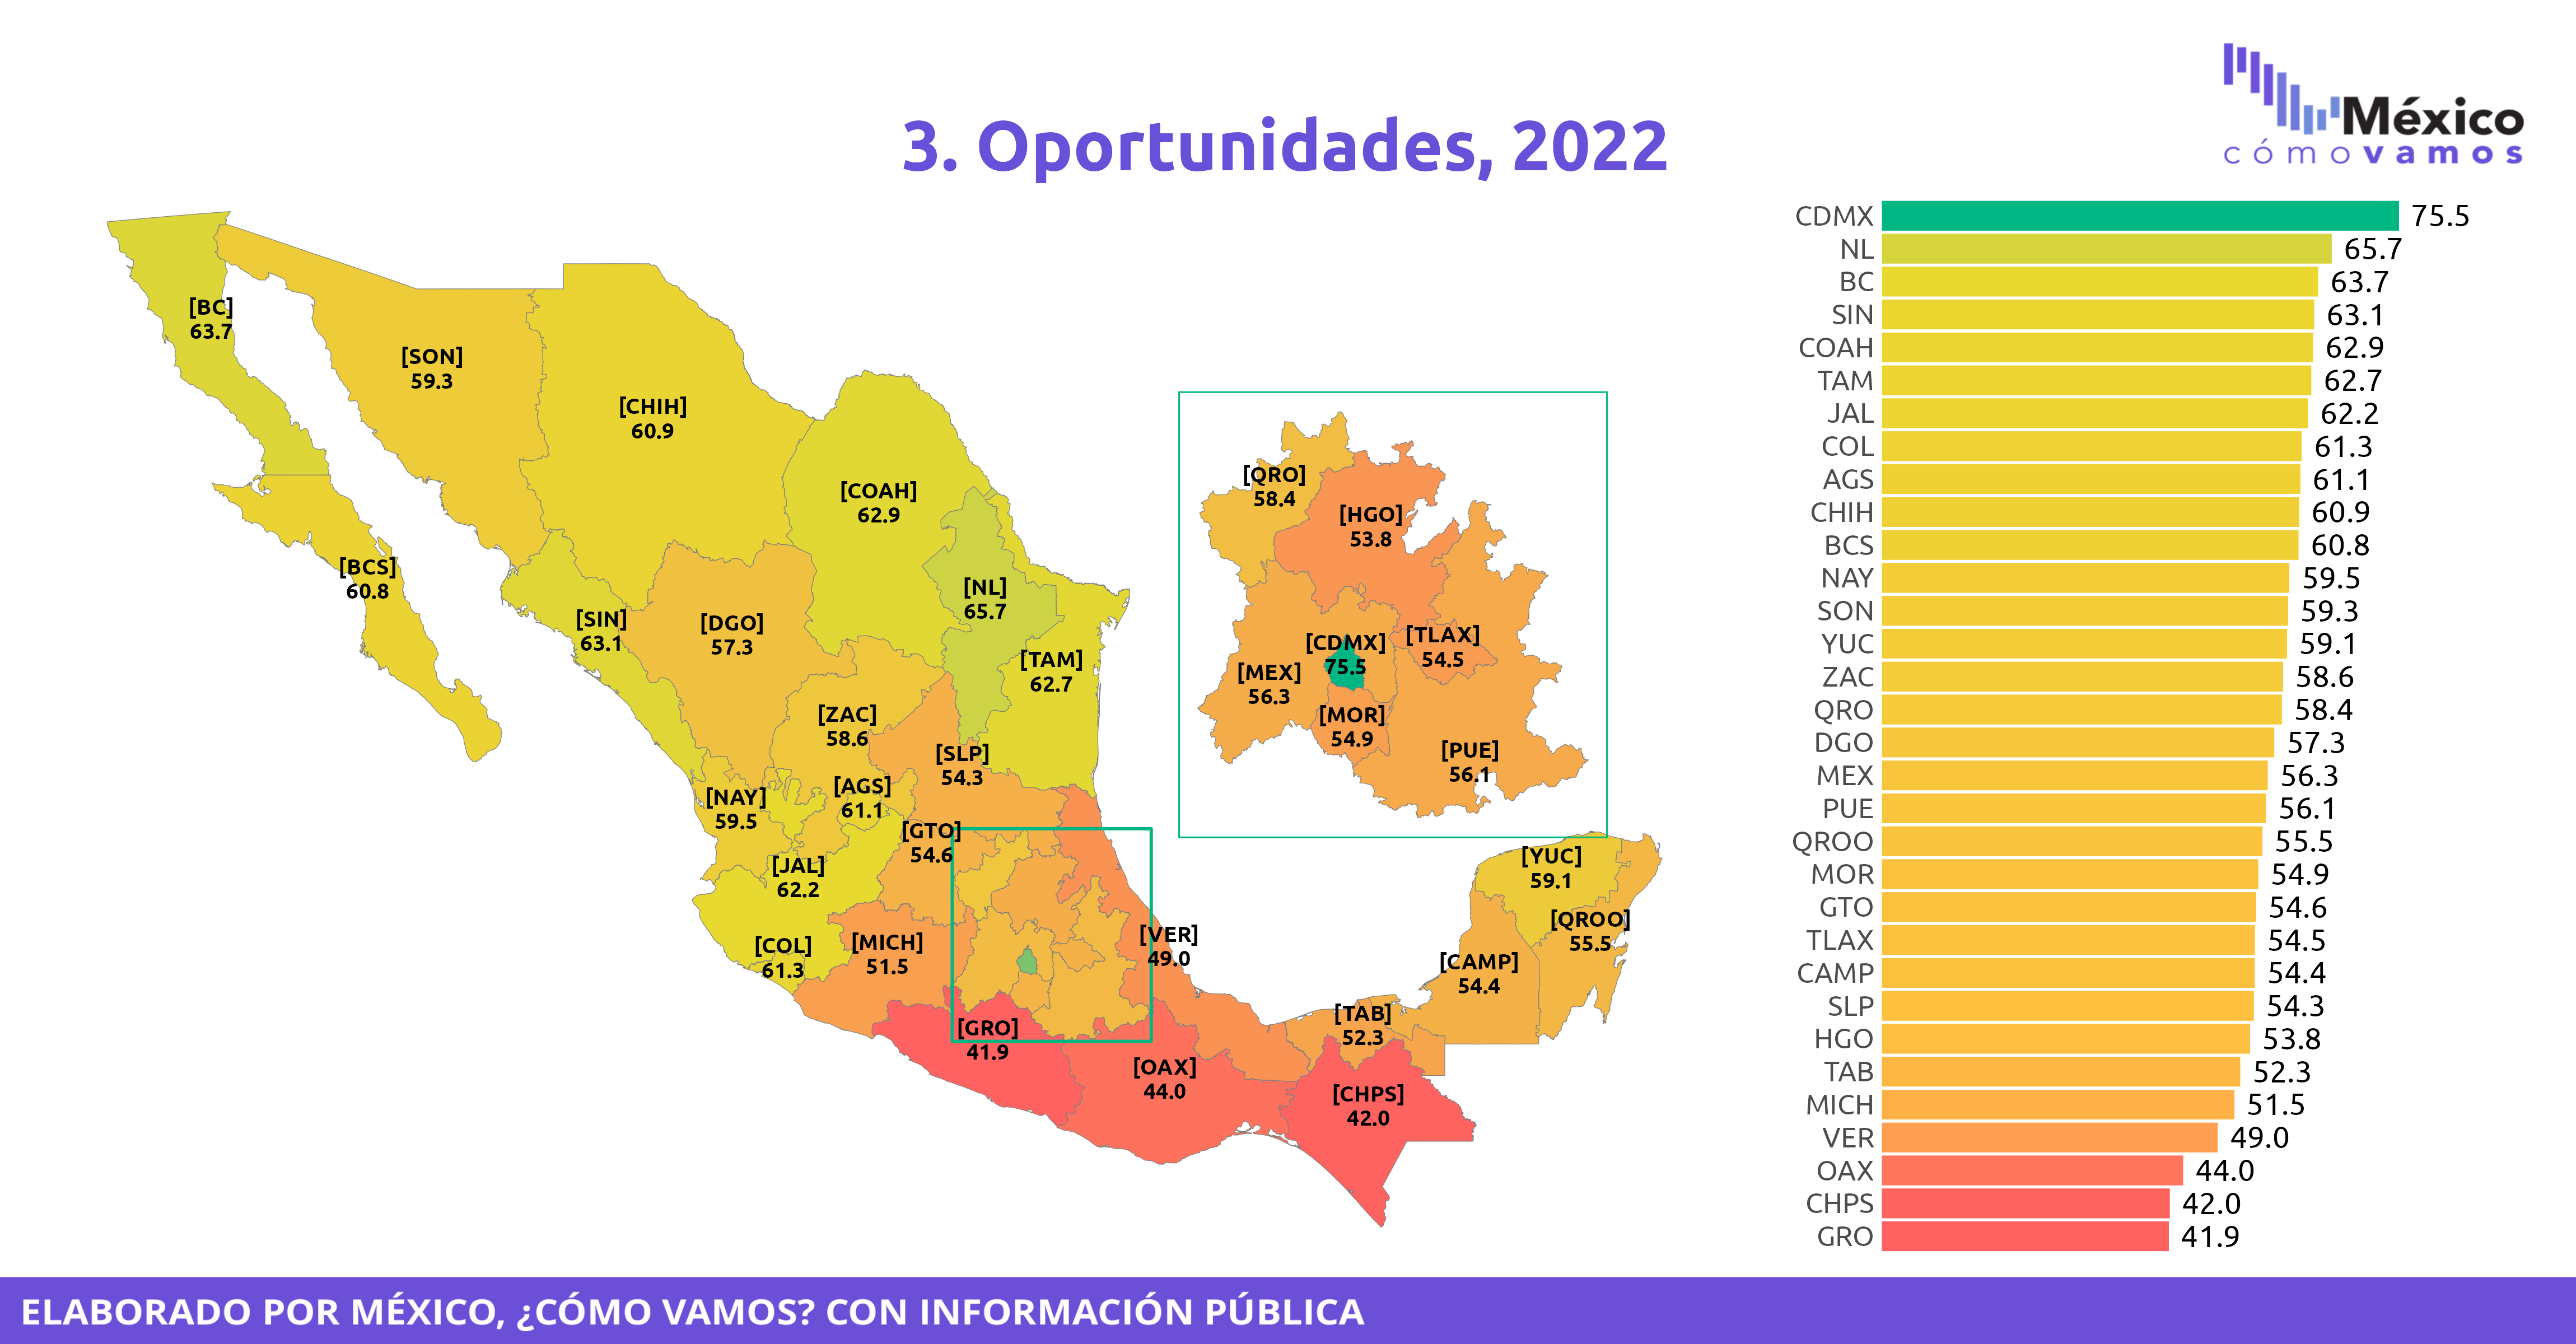 México
cómovamos
3. Oportunidades, 2022
[BC]
63.7
[SON]
59.3
[CHIH]
60.9
[COAH]
62.9
[BCS]
60.8
[NL]
65.7
[SIN]
63.1
[DGO]
57.3
[TAM]
62.7
[ZAC]
58.6
[SLP]
54.3
[AGS]
61.1
[NAY]
59.5
[GTO]
54.6
[JAL]
62.2
[COL]
61.3
[MICH]
51.5
[VER]
49.0
[GRO]
41.9
[OAX]
44.0
[TAB]
52.3
[CHPS]
42.0
[CAMP]
54.4
[YUC]
59.1
[QROO]
55.5
[QRO]
58.4
[HGO]
53.8
[CDMX]
75.5
[TLAX]
54.5
[MEX]
56.3
[MOR]
54.9
[PUE]
56.1
CDMX 75.5
NL 65.7
BC 63.7
SIN 63.1
COAH 62.9
TAM 62.7
JAL 62.2
COL 61.3
AGS 61.1
CHIH 60.9
BCS 60.8
NAY 59.5
SON 59.3
YUC 59.1
ZAC 58.6
QRO 58.4
DGO 57.3
MEX 56.3
PUE 56.1
QROO 55.5
MOR 54.9
GTO 54.6
TLAX 54.5
CAMP 54.4
SLP 54.3
HGO 53.8
TAB 52.3
MICH 51.5
VER 49.0
OAX 44.0
CHPS 42.0
GRO 41.9
ELABORADO POR MÉXICO, ¿CÓMO VAMOS? CON INFORMACIÓN PÚBLICA